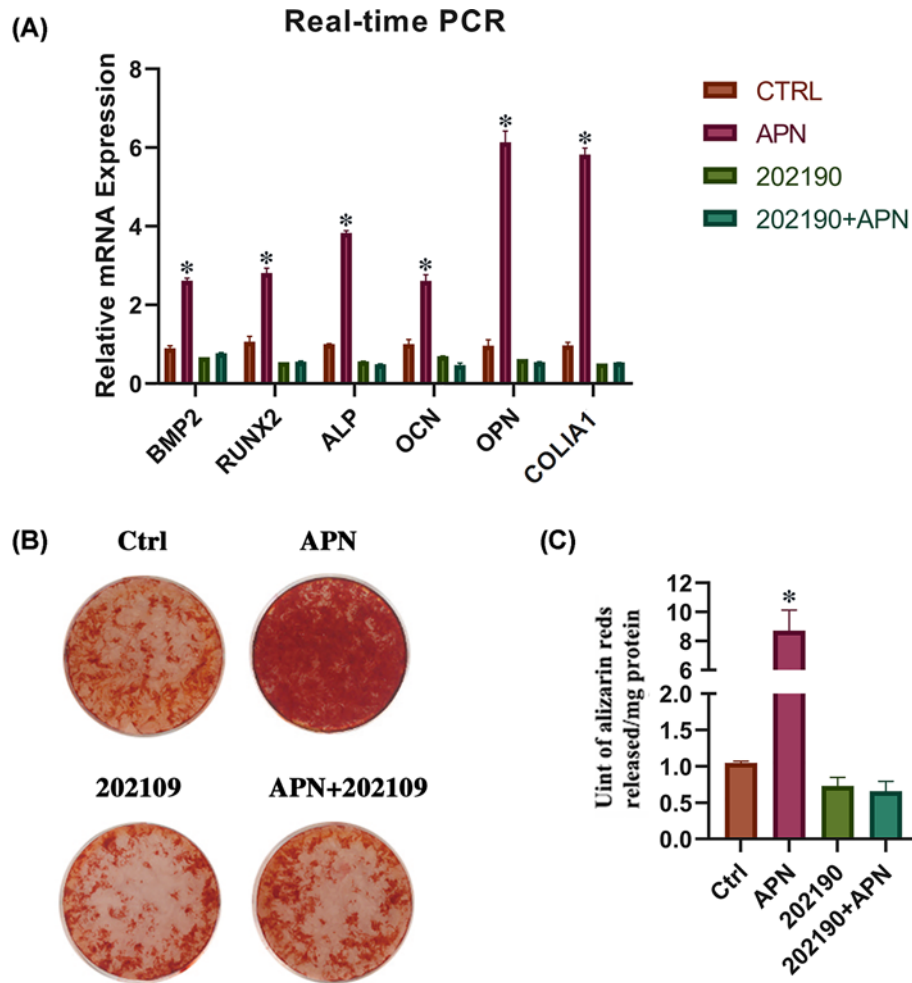 (A)
Real-time PCR
Relative mRNA Expression
8
6
4
2
0
* * * * * *
BMP2 RUNX2 ALP OCN OPN COLIA1
CTRL
APN
202190
202190+APN
(B)
Ctrl APN
202109 APN+202109
(C)
Uint of alizarin reds
released/mg protein
12
10
8
6
2.0
1.5
1.0
0.5
0.0
*
Ctrl APN 202190 202190+APN